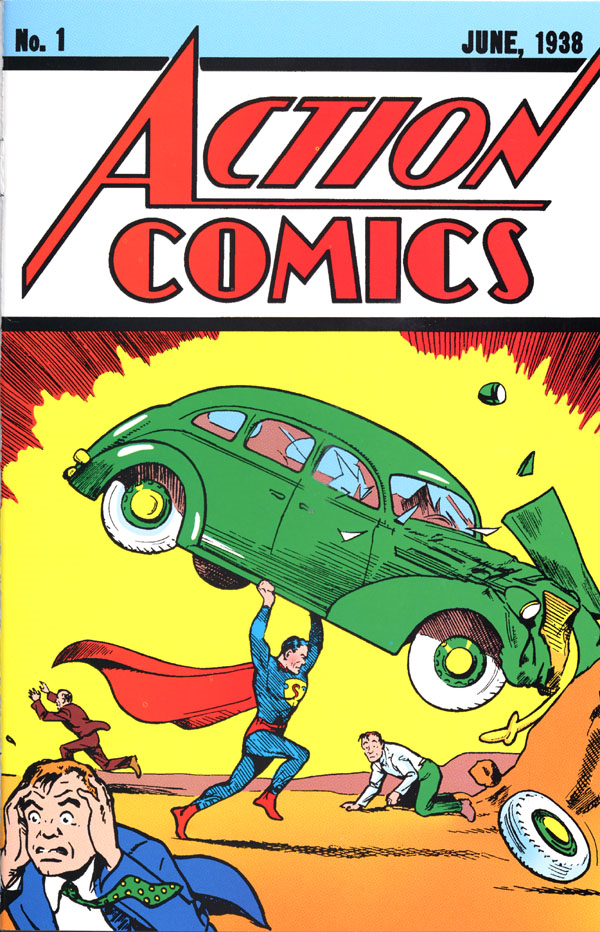 No. 1
JUNE, 1938
ACTION
COMICS
S